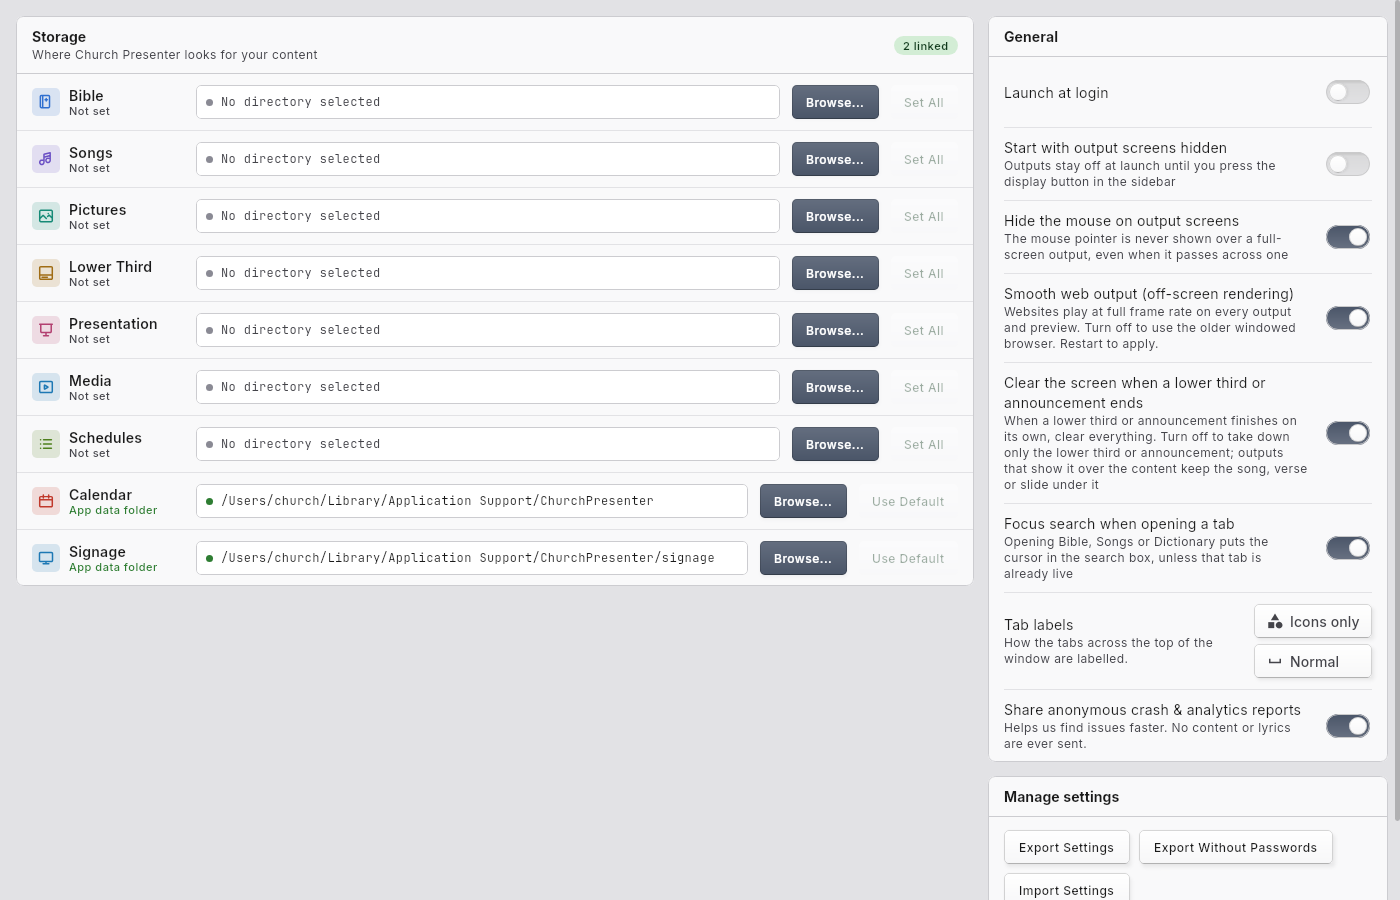 Storage
Where Church Presenter looks for your content
2 linked
Bible
Not set
No directory selected
Browse...
Set All
Songs
Not set
No directory selected
Browse...
Set All
Pictures
Not set
No directory selected
Browse...
Set All
Lower Third
Not set
No directory selected
Browse...
Set All
Presentation
Not set
No directory selected
Browse...
Set All
Media
Not set
No directory selected
Browse...
Set All
Schedules
Not set
No directory selected
Browse...
Set All
Calendar
App data folder
/Users/church/Library/Application Support/ChurchPresenter
Browse...
Use Default
Signage
App data folder
/Users/church/Library/Application Support/ChurchPresenter/signage
Browse...
Use Default
General
Launch at login
Start with output screens hidden
Outputs stay off at launch until you press the
display button in the sidebar
Hide the mouse on output screens
The mouse pointer is never shown over a full-
screen output, even when it passes across one
Smooth web output (off-screen rendering)
Websites play at full frame rate on every output
and preview. Turn off to use the older windowed
browser. Restart to apply.
Clear the screen when a lower third or
announcement ends
When a lower third or announcement finishes on
its own, clear everything. Turn off to take down
only the lower third or announcement; outputs
that show it over the content keep the song, verse
or slide under it
Focus search when opening a tab
Opening Bible, Songs or Dictionary puts the
cursor in the search box, unless that tab is
already live
Tab labels
How the tabs across the top of the
window are labelled.
Icons only
Normal
Share anonymous crash & analytics reports
Helps us find issues faster. No content or lyrics
are ever sent.
Manage settings
Export Settings
Export Without Passwords
Import Settings